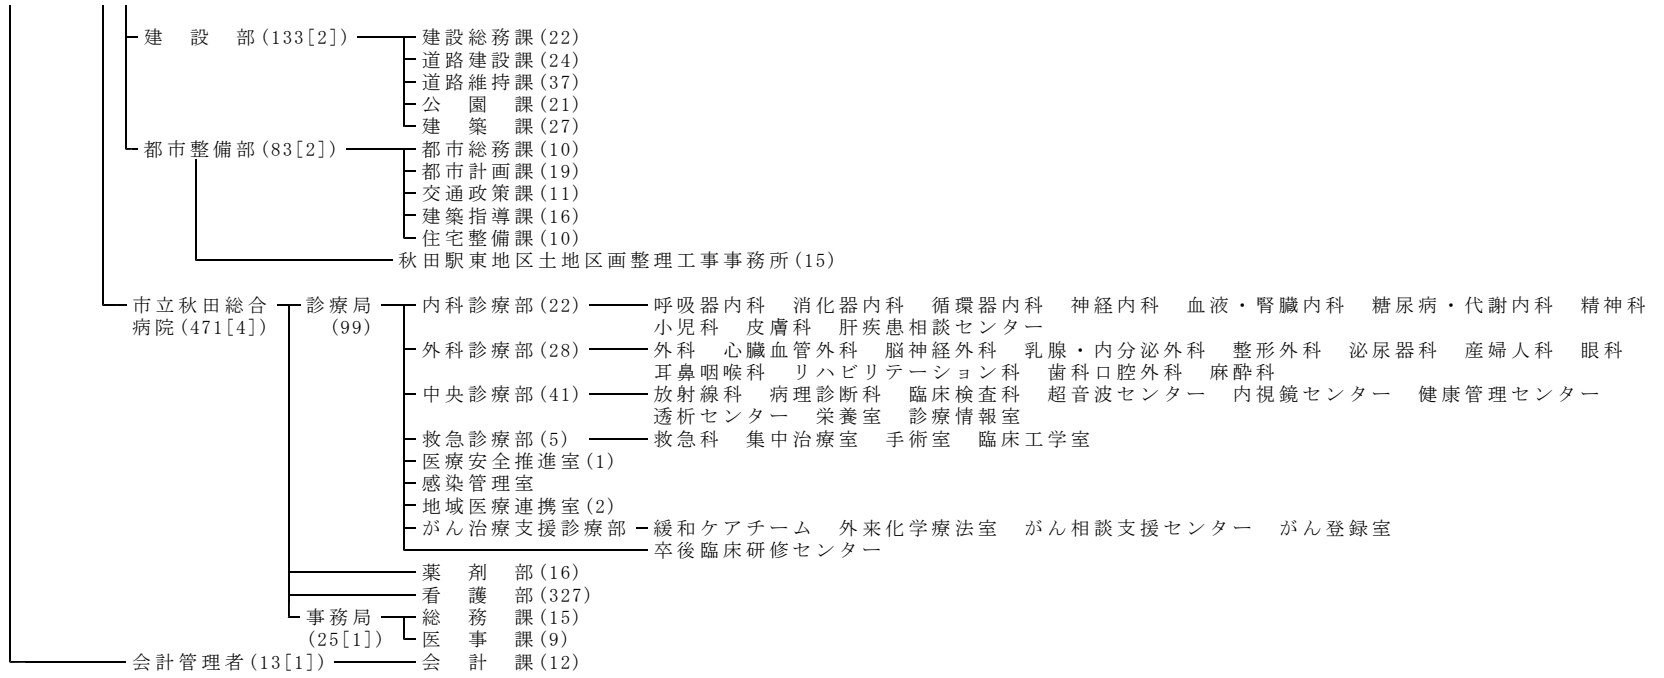 建　設　部(133[2])　建設総務課(22)
道路建設課(24)
道路維持課(37)
公　園　課(21)
建　築　課(27)
都市整備部(83[2])　都市総務課(10)
都市計画課(19)
交通政策課(11)
建築指導課(16)
住宅整備課(10)
秋田駅東地区土地区画整理工事事務所(15)
市立秋田総合　診療局　内科診療部(22)　呼吸器内科　消化器内科　循環器内科　神経内科　血液・腎臓内科　糖尿病・代謝内科　精神科
病院(471[4])　(99)　小児科　皮膚科　肝疾患相談センター
外科診療部(28)　外科　心臓血管外科　脳神経外科　乳腺・内分泌外科　整形外科　泌尿器科　産婦人科　眼科
耳鼻咽喉科　リハビリテーション科　歯科口腔外科　麻酔科
中央診療部(41)　放射線科　病理診断科　臨床検査科　超音波センター　内視鏡センター　健康管理センター
透析センター　栄養室　診療情報室
救急診療部(5)　救急科　集中治療室　手術室　臨床工学室
医療安全推進室(1)
感染管理室
地域医療連携室(2)
がん治療支援診療部　緩和ケアチーム　外来化学療法室　がん相談支援センター　がん登録室
卒後臨床研修センター
薬　剤　部(16)
看　護　部(327)
事務局　総　務　課(15)
(25[1])　医　事　課(9)
会計管理者(13[1])　会　計　課(12)